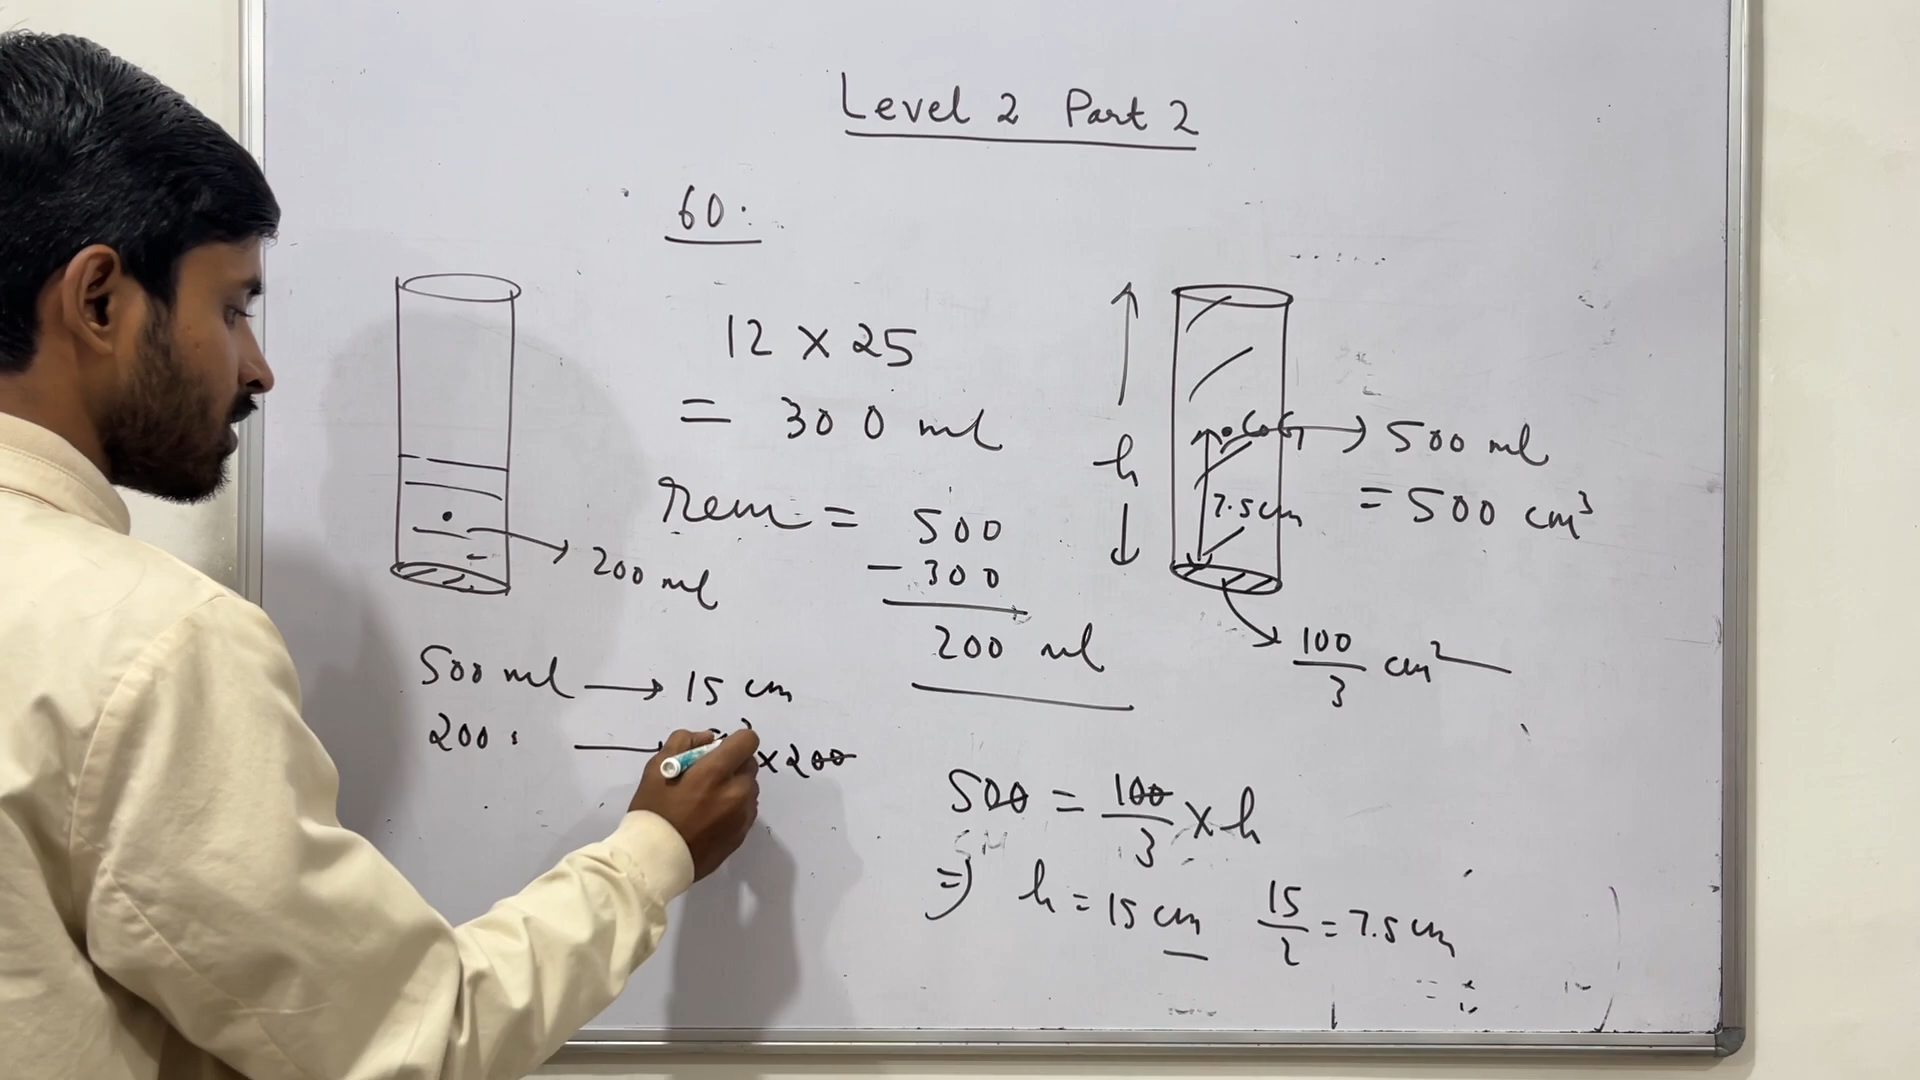 Level 2 Part 2
60.
12 × 25
= 300 ml
rem = 500
- 300
200 ml
200 ml
500 ml → 15 cm
200 → × 200
h
CoG → 500 ml
= 500 cm³
7.5 cm
100/3 cm²
500 = 100/3 × h
⇒ h = 15 cm 15/2 = 7.5 cm